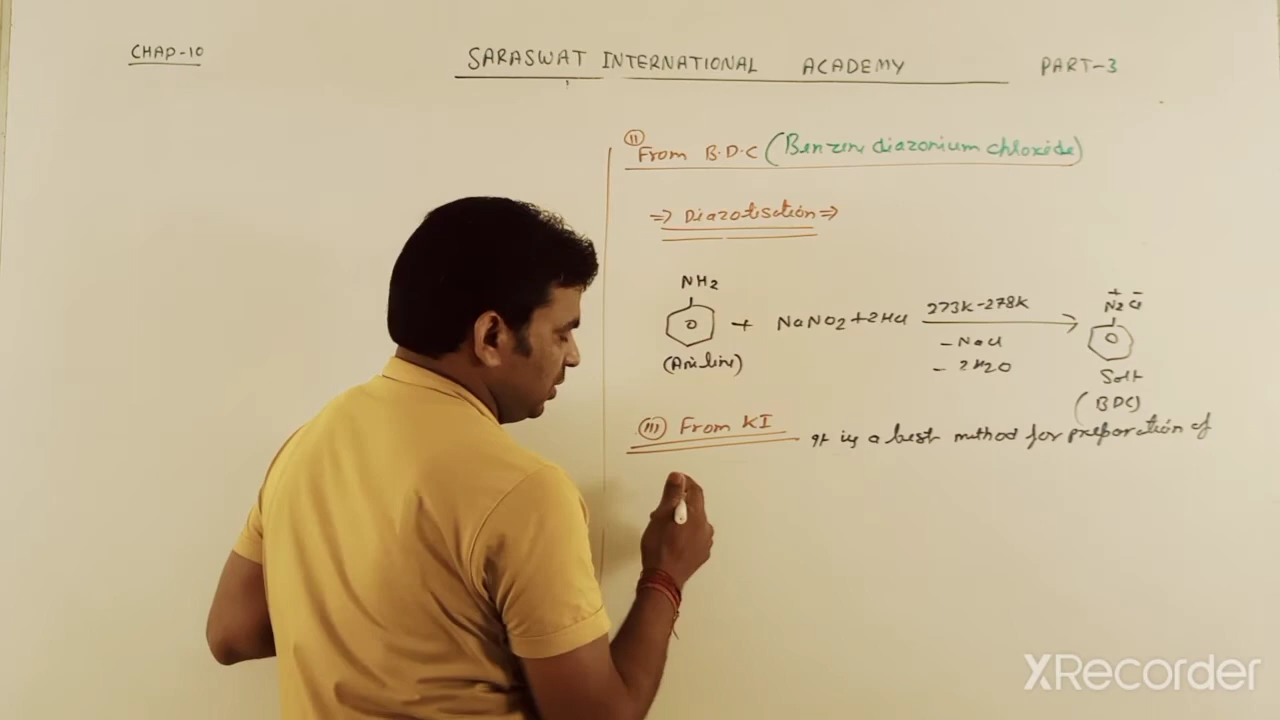 CHAP-10
SARASWAT INTERNATIONAL ACADEMY
PART-3
(ii) From B.D.C (Benzene diazonium chloride)
⇒ Diazotisation ⇒
NH2
+ NaNO2 + 2HCl
273K-278K
- NaCl
- 2H2O
+ -
N2 Cl
(Aniline)
Salt
(BDC)
(iii) From KI It is a best method for preparation of
XRecorder